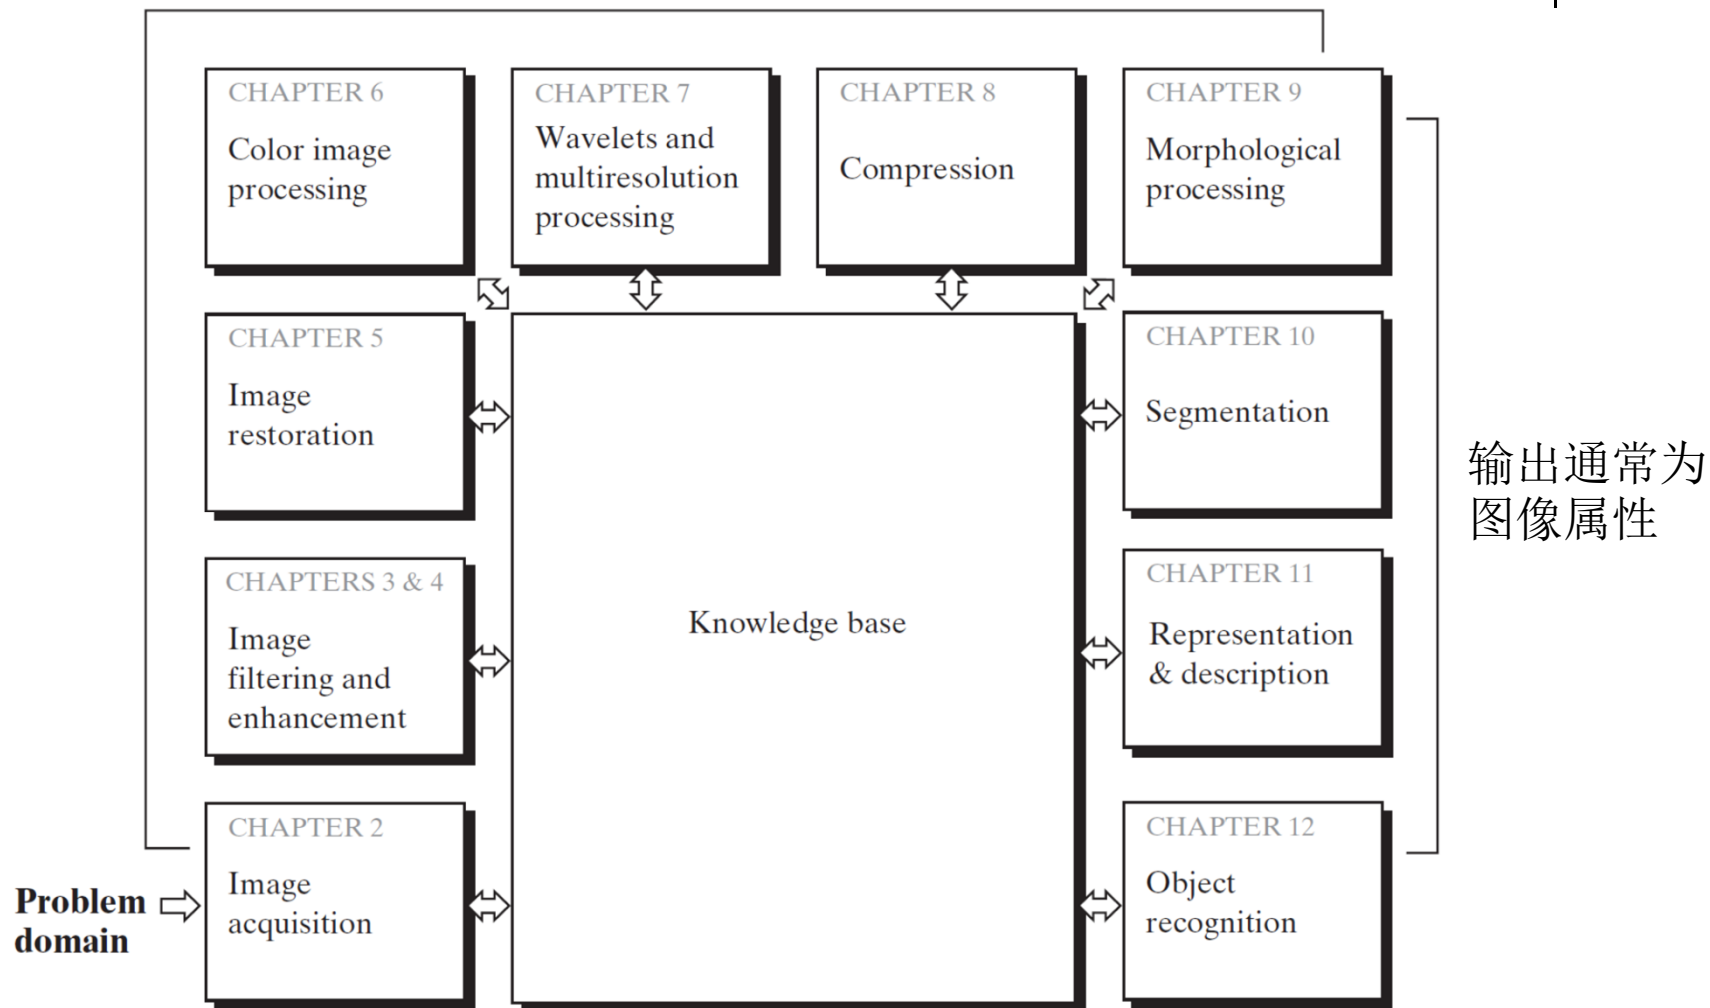 CHAPTER 6
Color image
processing
CHAPTER 7
Wavelets and
multiresolution
processing
CHAPTER 8
Compression
CHAPTER 9
Morphological
processing
CHAPTER 5
Image
restoration
CHAPTER 10
Segmentation
输出通常为
图像属性
CHAPTERS 3 & 4
Image
filtering and
enhancement
Knowledge base
CHAPTER 11
Representation
& description
CHAPTER 2
Image
acquisition
Problem
domain
CHAPTER 12
Object
recognition